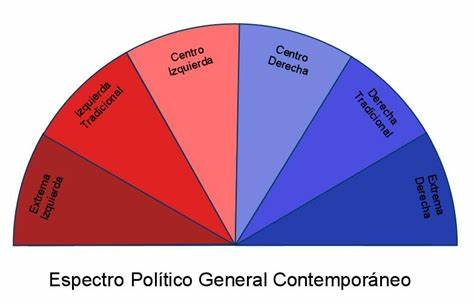 Extrema
Izquierda
Izquierda
Tradicional
Centro
Izquierda
Centro
Derecha
Derecha
Tradicional
Extrema
Derecha
Espectro Político General Contemporáneo